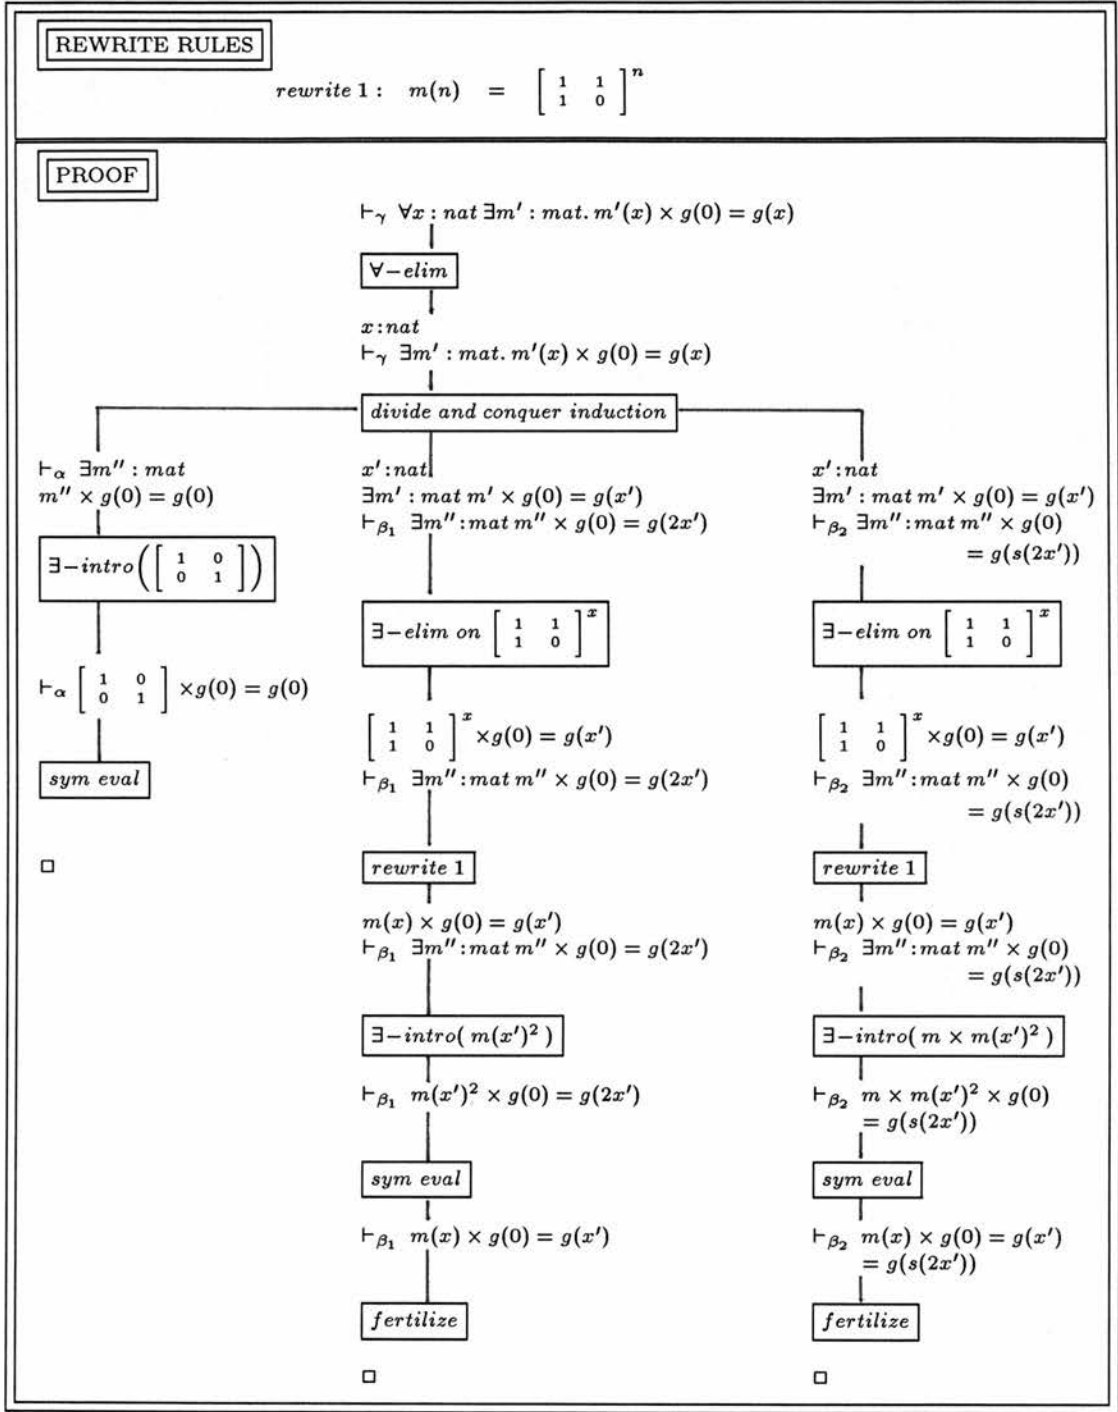 REWRITE RULES
rewrite 1 : m(n) = [ 1 1 ; 1 0 ]^n
PROOF
⊢γ ∀x : nat ∃m′ : mat. m′(x) × g(0) = g(x)
∀−elim
x:nat
⊢γ ∃m′ : mat. m′(x) × g(0) = g(x)
divide and conquer induction
⊢α ∃m″ : mat
m″ × g(0) = g(0)
∃−intro([ 1 0 ; 0 1 ])
⊢α [ 1 0 ; 0 1 ] ×g(0) = g(0)
sym eval
□
x′:nat
∃m′ : mat m′ × g(0) = g(x′)
⊢β₁ ∃m″:mat m″ × g(0) = g(2x′)
∃−elim on [ 1 1 ; 1 0 ]^x
[ 1 1 ; 1 0 ]^x ×g(0) = g(x′)
⊢β₁ ∃m″:mat m″ × g(0) = g(2x′)
rewrite 1
m(x) × g(0) = g(x′)
⊢β₁ ∃m″:mat m″ × g(0) = g(2x′)
∃−intro( m(x′)² )
⊢β₁ m(x′)² × g(0) = g(2x′)
sym eval
⊢β₁ m(x) × g(0) = g(x′)
fertilize
□
x′:nat
∃m′ : mat m′ × g(0) = g(x′)
⊢β₂ ∃m″:mat m″ × g(0)
= g(s(2x′))
∃−elim on [ 1 1 ; 1 0 ]^x
[ 1 1 ; 1 0 ]^x ×g(0) = g(x′)
⊢β₂ ∃m″:mat m″ × g(0)
= g(s(2x′))
rewrite 1
m(x) × g(0) = g(x′)
⊢β₂ ∃m″:mat m″ × g(0)
= g(s(2x′))
∃−intro( m × m(x′)² )
⊢β₂ m × m(x′)² × g(0)
= g(s(2x′))
sym eval
⊢β₂ m(x) × g(0) = g(x′)
= g(s(2x′))
fertilize
□